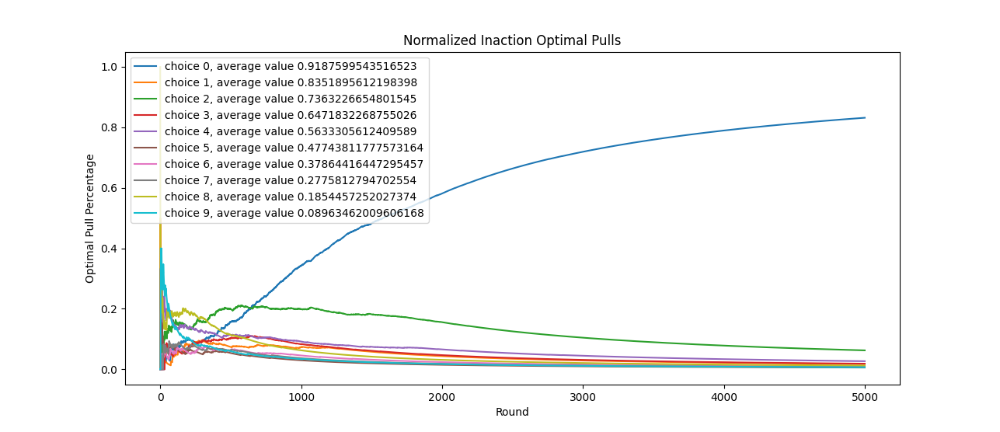 Normalized Inaction Optimal Pulls
choice 0, average value 0.9187599543516523
choice 1, average value 0.8351895612198398
choice 2, average value 0.7363226654801545
choice 3, average value 0.6471832268755026
choice 4, average value 0.5633305612409589
choice 5, average value 0.47743811777573164
choice 6, average value 0.37864416447295457
choice 7, average value 0.2775812794702554
choice 8, average value 0.1854457252027374
choice 9, average value 0.08963462009606168
Optimal Pull Percentage
1.0
0.8
0.6
0.4
0.2
0.0
0
1000
2000
3000
4000
5000
Round